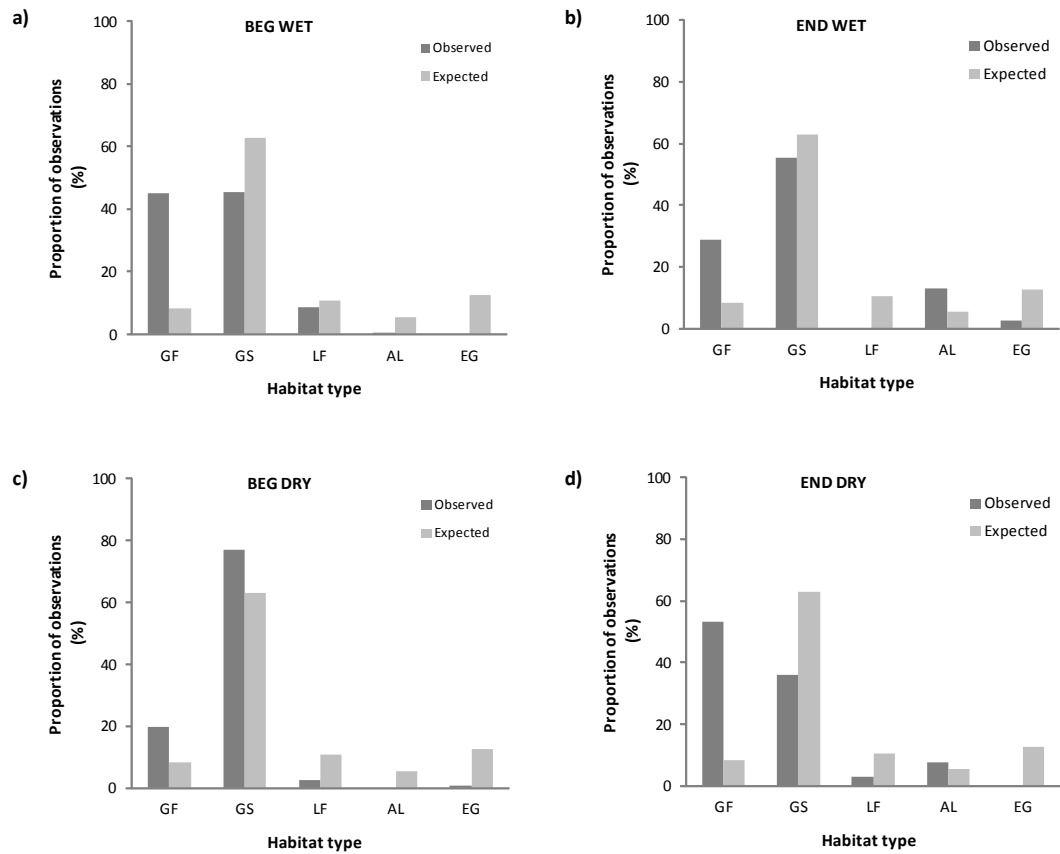 a)
BEG WET
Observed
Expected
Proportion of observations
(%)
100
80
60
40
20
0
GF GS LF AL EG
Habitat type
b)
END WET
Observed
Expected
Proportion of observations
(%)
100
80
60
40
20
0
GF GS LF AL EG
Habitat type
c)
BEG DRY
Observed
Expected
Proportion of observations
(%)
100
80
60
40
20
0
GF GS LF AL EG
Habitat type
d)
END DRY
Observed
Expected
Proportion of observations
(%)
100
80
60
40
20
0
GF GS LF AL EG
Habitat type